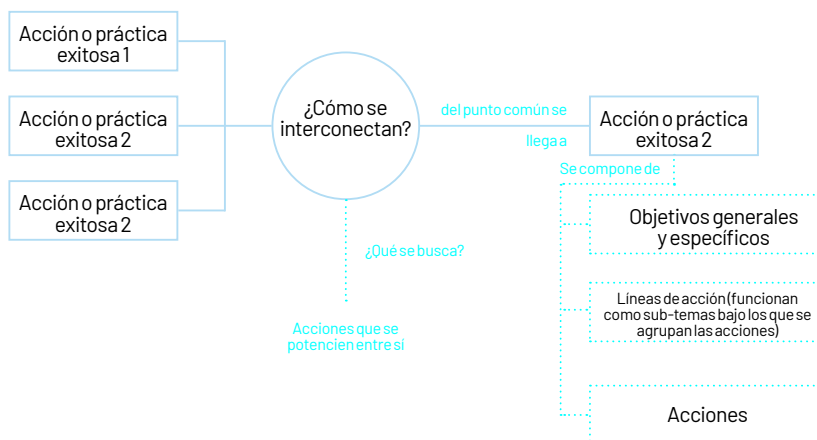 Acción o práctica
exitosa 1
Acción o práctica
exitosa 2
Acción o práctica
exitosa 2
¿Cómo se
interconectan?
del punto común se
llega a
Acción o práctica
exitosa 2
Se compone de
Objetivos generales
y específicos
Líneas de acción (funcionan
como sub-temas bajo los que se
agrupan las acciones)
Acciones
¿Qué se busca?
Acciones que se
potencien entre sí